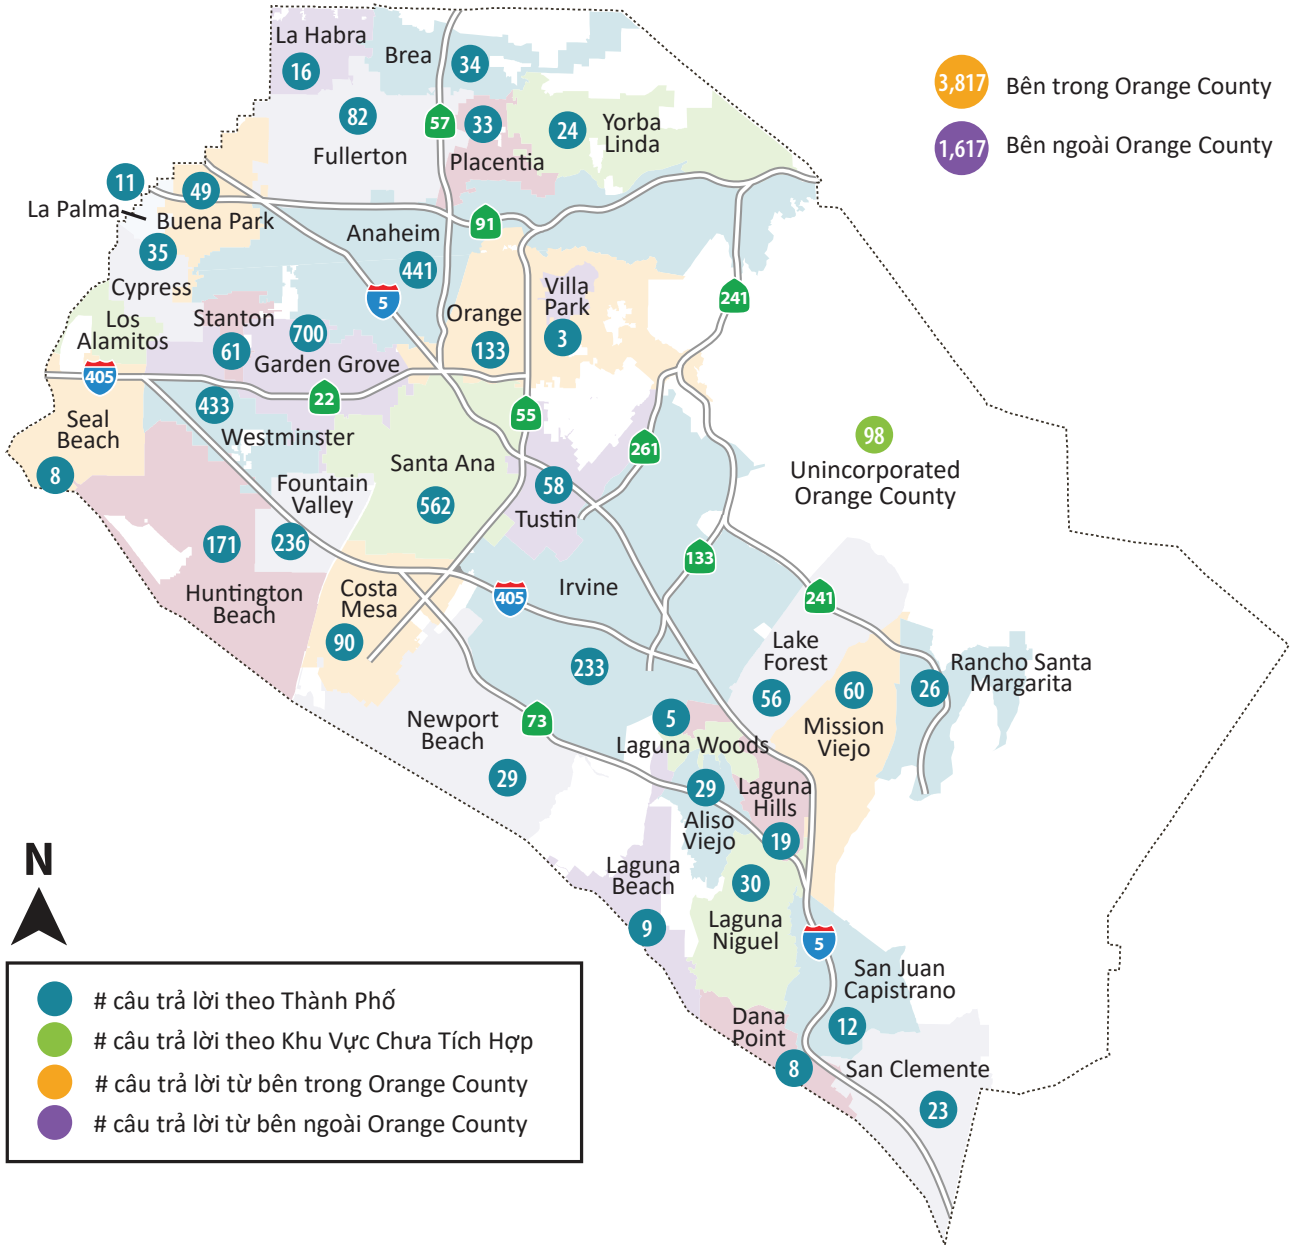 La Habra
16
Brea
34
3,817
Bên trong Orange County
82
Fullerton
57
33
Placentia
24
Yorba
Linda
1,617
Bên ngoài Orange County
11
49
La Palma
Buena Park
91
Anaheim
441
35
Cypress
5
Villa
Park
3
241
Los
Alamitos
Stanton
61
700
Garden Grove
Orange
133
405
22
433
Westminster
55
Seal
Beach
8
261
98
Unincorporated
Orange County
Santa Ana
562
58
Tustin
Fountain
Valley
236
171
Huntington
Beach
133
Costa
Mesa
90
405
Irvine
233
241
Lake
Forest
56
60
Mission
Viejo
26
Rancho Santa
Margarita
Newport
Beach
29
73
5
Laguna Woods
29
Aliso
Viejo
Laguna
Hills
19
Laguna
Beach
9
30
Laguna
Niguel
5
San Juan
Capistrano
12
Dana
Point
8
San Clemente
23
N
# câu trả lời theo Thành Phố
# câu trả lời theo Khu Vực Chưa Tích Hợp
# câu trả lời từ bên trong Orange County
# câu trả lời từ bên ngoài Orange County